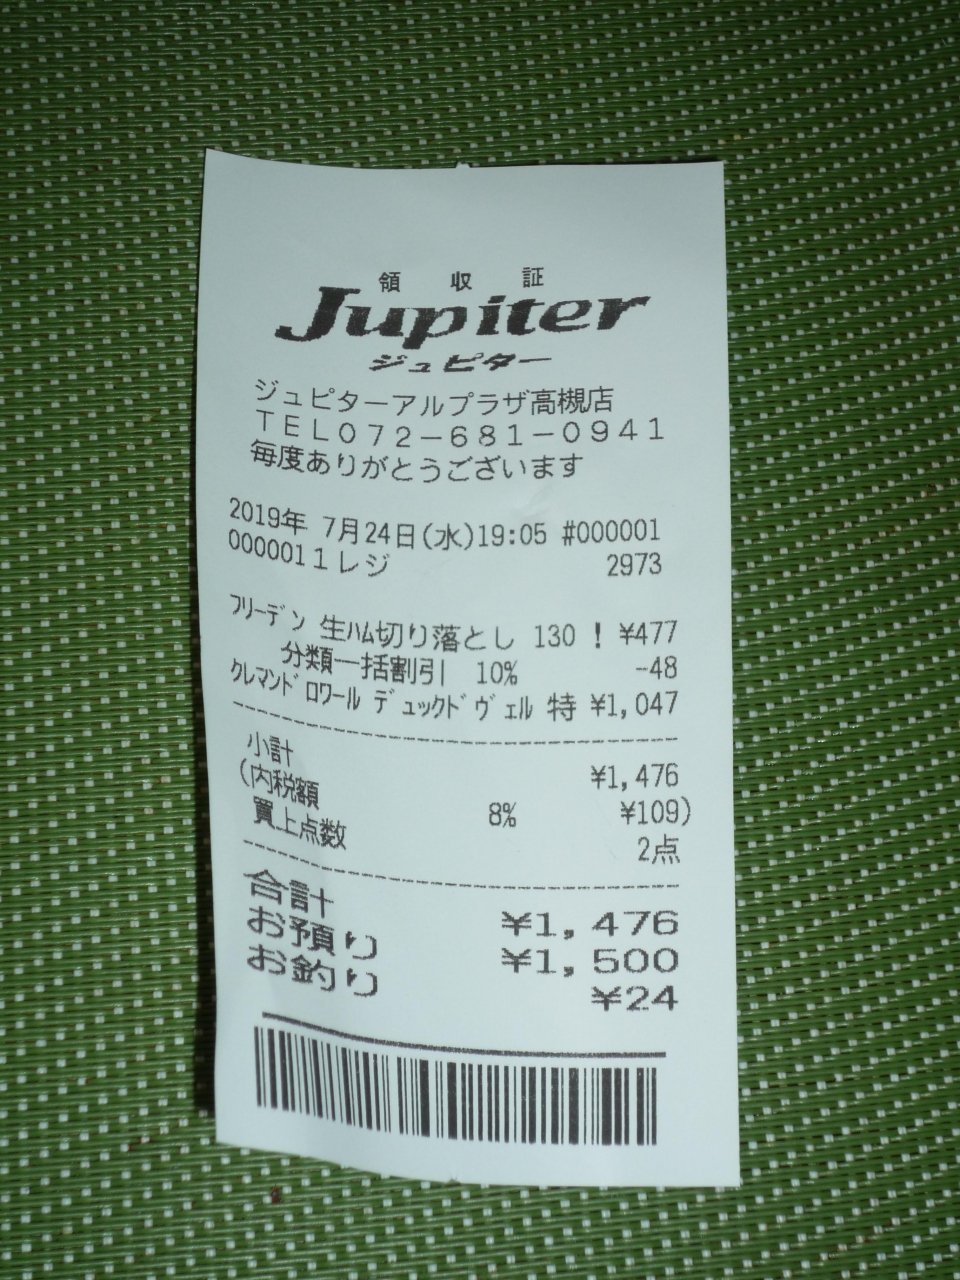 領収証
Jupiter
ジュピター
ジュピターアルプラザ高槻店
TEL072-681-0941
毎度ありがとうございます
2019年 7月24日(水)19:05 #000001
0000011レジ 2973
フリーデン 生ハム切り落とし 130 ! ¥477
分類一括割引 10% -48
クレマンドロワール デュックドヴェル 特 ¥1,047
小計 ¥1,476
(内税額 8% ¥109)
買上点数 2点
合計 ¥1,476
お預り ¥1,500
お釣り ¥24